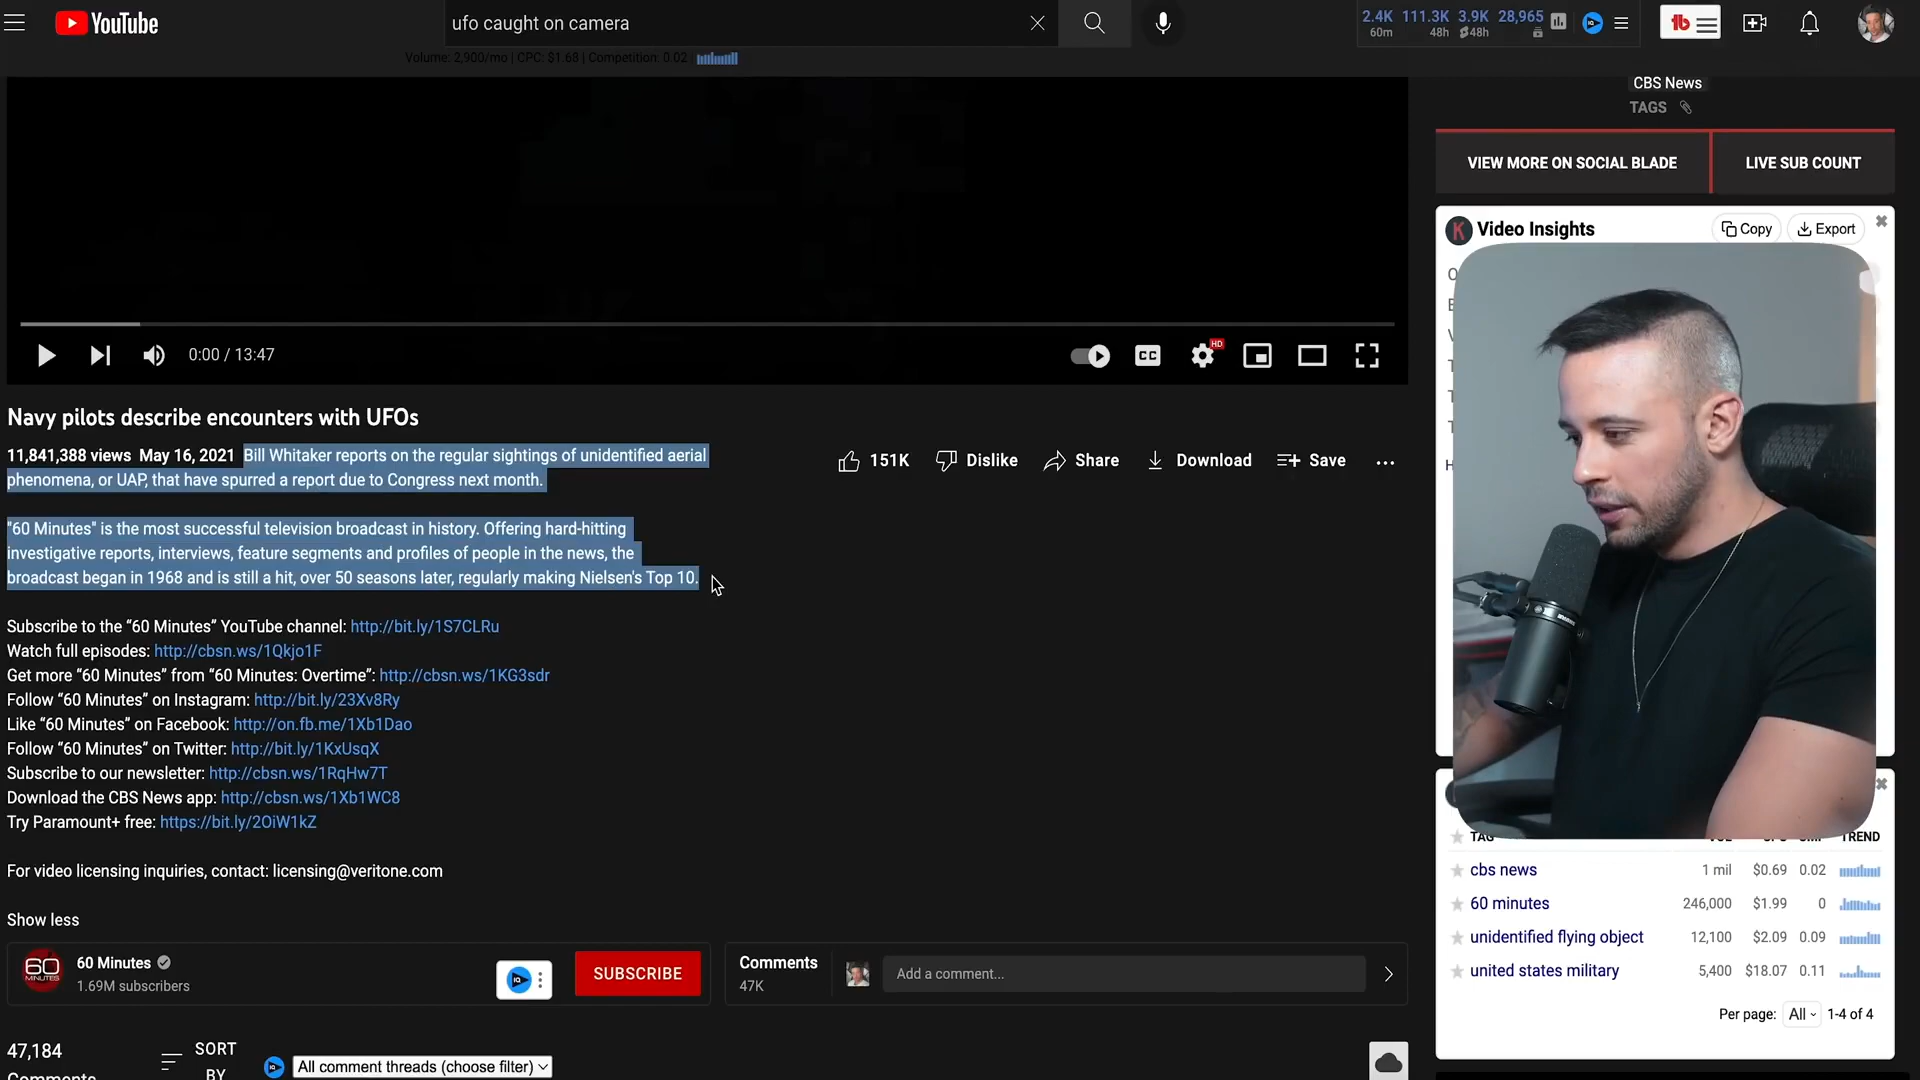 YouTube
ufo caught on camera
2.4K 111.3K 3.9K 28,965
60m 48h 48h
Volume: 2,900/mo | CPC: $1.68 | Competition: 0.02
CBS News
TAGS
VIEW MORE ON SOCIAL BLADE
LIVE SUB COUNT
K Video Insights
Copy
Export
0:00 / 13:47
CC
HD
Navy pilots describe encounters with UFOs
11,841,388 views May 16, 2021 Bill Whitaker reports on the regular sightings of unidentified aerial
phenomena, or UAP, that have spurred a report due to Congress next month.
151K
Dislike
Share
Download
Save
"60 Minutes" is the most successful television broadcast in history. Offering hard-hitting
investigative reports, interviews, feature segments and profiles of people in the news, the
broadcast began in 1968 and is still a hit, over 50 seasons later, regularly making Nielsen's Top 10.
Subscribe to the “60 Minutes” YouTube channel: http://bit.ly/1S7CLRu
Watch full episodes: http://cbsn.ws/1Qkjo1F
Get more “60 Minutes” from “60 Minutes: Overtime”: http://cbsn.ws/1KG3sdr
Follow “60 Minutes” on Instagram: http://bit.ly/23Xv8Ry
Like “60 Minutes” on Facebook: http://on.fb.me/1Xb1Dao
Follow “60 Minutes” on Twitter: http://bit.ly/1KxUsqX
Subscribe to our newsletter: http://cbsn.ws/1RqHw7T
Download the CBS News app: http://cbsn.ws/1Xb1WC8
Try Paramount+ free: https://bit.ly/2OiW1kZ
For video licensing inquiries, contact: licensing@veritone.com
Show less
60 MINUTES
60 Minutes
1.69M subscribers
SUBSCRIBE
Comments
47K
Add a comment...
47,184
Comments
SORT
BY
All comment threads (choose filter)
TREND
cbs news 1 mil $0.69 0.02
60 minutes 246,000 $1.99 0
unidentified flying object 12,100 $2.09 0.09
united states military 5,400 $18.07 0.11
Per page: All 1-4 of 4